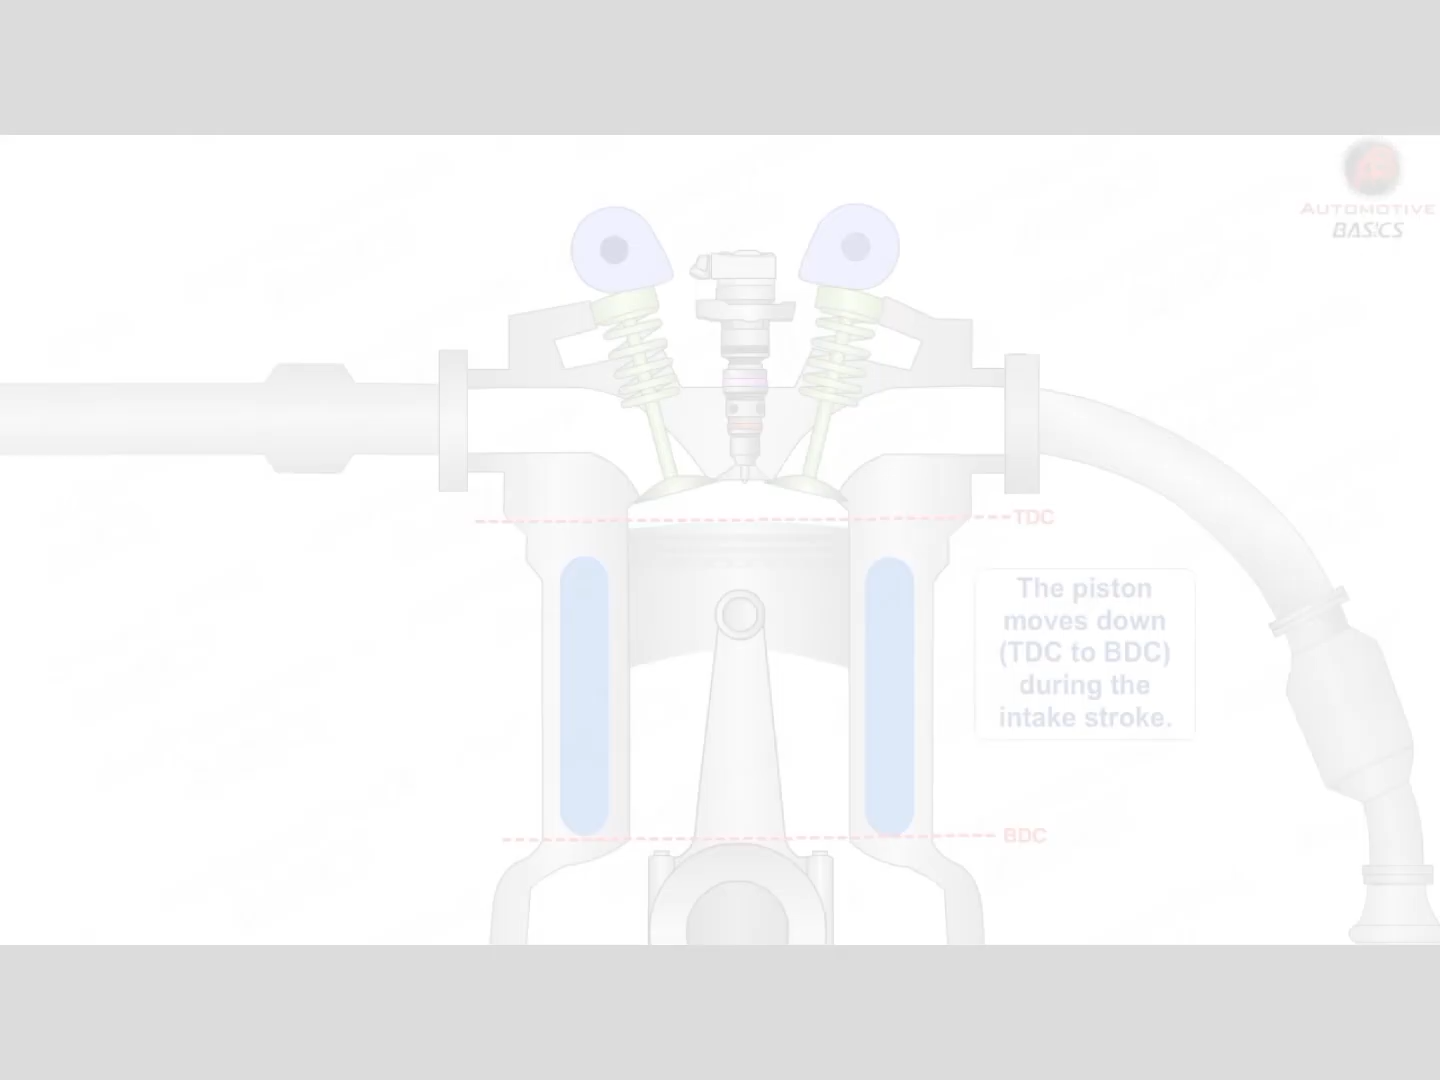 AUTOMOTIVE
BASICS
TDC
The piston
moves down
(TDC to BDC)
during the
intake stroke.
BDC